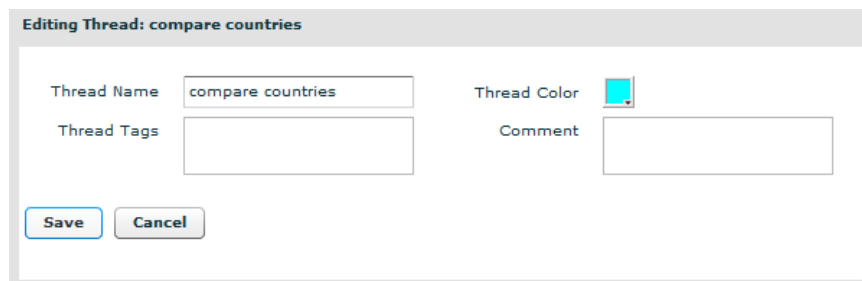 Editing Thread: compare countries
Thread Name compare countries Thread Color
Thread Tags Comment
Save Cancel